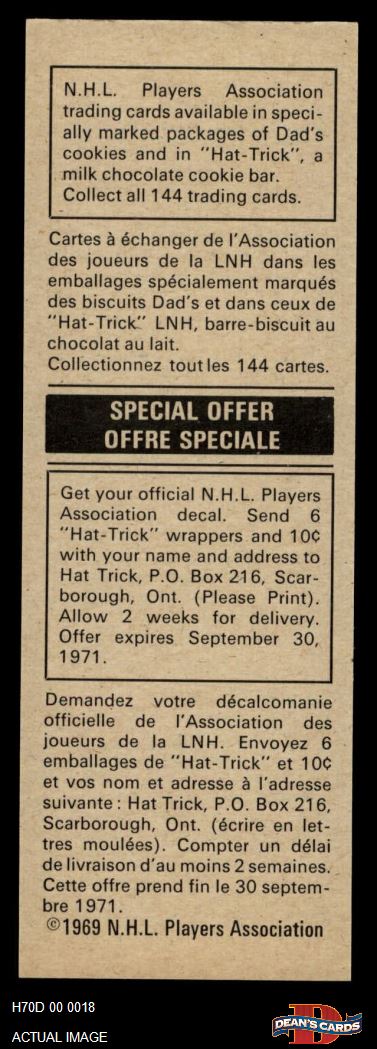 N.H.L. Players Association
trading cards available in speci-
ally marked packages of Dad's
cookies and in "Hat-Trick", a
milk chocolate cookie bar.
Collect all 144 trading cards.
Cartes à échanger de l'Association
des joueurs de la LNH dans les
emballages spécialement marqués
des biscuits Dad's et dans ceux de
"Hat-Trick" LNH, barre-biscuit au
chocolat au lait.
Collectionnez toutles 144 cartes.
SPECIAL OFFER
OFFRE SPECIALE
Get your official N.H.L. Players
Association decal. Send 6
"Hat-Trick" wrappers and 10¢
with your name and address to
Hat Trick, P.O. Box 216, Scar-
borough, Ont. (Please Print).
Allow 2 weeks for delivery.
Offer expires September 30,
1971.
Demandez votre décalcomanie
officielle de l'Association des
joueurs de la LNH. Envoyez 6
emballages de "Hat-Trick" et 10¢
et vos nom et adresse à l'adresse
suivante : Hat Trick, P.O. Box 216,
Scarborough, Ont. (écrire en let-
tres moulées). Compter un délai
de livraison d'au moins 2 semaines.
Cette offre prend fin le 30 septem-
bre 1971.
©1969 N.H.L. Players Association
H70D 00 0018
ACTUAL IMAGE
D
DEAN'S CARDS